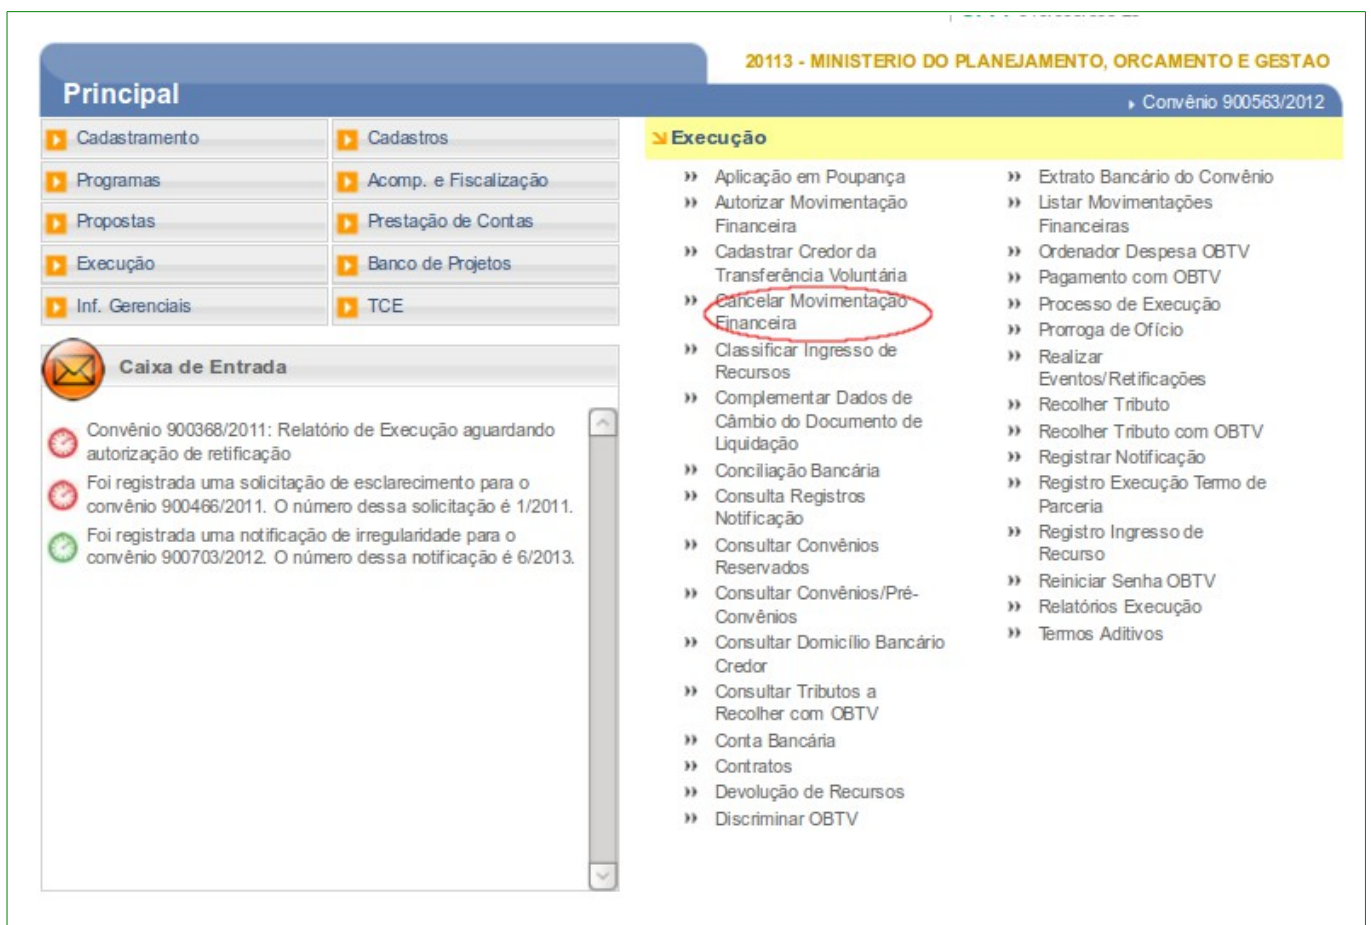 20113 - MINISTERIO DO PLANEJAMENTO, ORCAMENTO E GESTAO
Principal
Convênio 900563/2012
Cadastramento
Cadastros
Programas
Acomp. e Fiscalização
Propostas
Prestação de Contas
Execução
Banco de Projetos
Inf. Gerenciais
TCE
Caixa de Entrada
Convênio 900368/2011: Relatório de Execução aguardando
autorização de retificação
Foi registrada uma solicitação de esclarecimento para o
convênio 900466/2011. O número dessa solicitação é 1/2011.
Foi registrada uma notificação de irregularidade para o
convênio 900703/2012. O número dessa notificação é 6/2013.
Execução
Aplicação em Poupança
Autorizar Movimentação
Financeira
Cadastrar Credor da
Transferência Voluntária
Cancelar Movimentação
Financeira
Classificar Ingresso de
Recursos
Complementar Dados de
Câmbio do Documento de
Liquidação
Conciliação Bancária
Consulta Registros
Notificação
Consultar Convênios
Reservados
Consultar Convênios/Pré-
Convênios
Consultar Domicílio Bancário
Credor
Consultar Tributos a
Recolher com OBTV
Conta Bancária
Contratos
Devolução de Recursos
Discriminar OBTV
Extrato Bancário do Convênio
Listar Movimentações
Financeiras
Ordenador Despesa OBTV
Pagamento com OBTV
Processo de Execução
Prorroga de Ofício
Realizar
Eventos/Retificações
Recolher Tributo
Recolher Tributo com OBTV
Registrar Notificação
Registro Execução Termo de
Parceria
Registro Ingresso de
Recurso
Reiniciar Senha OBTV
Relatórios Execução
Termos Aditivos